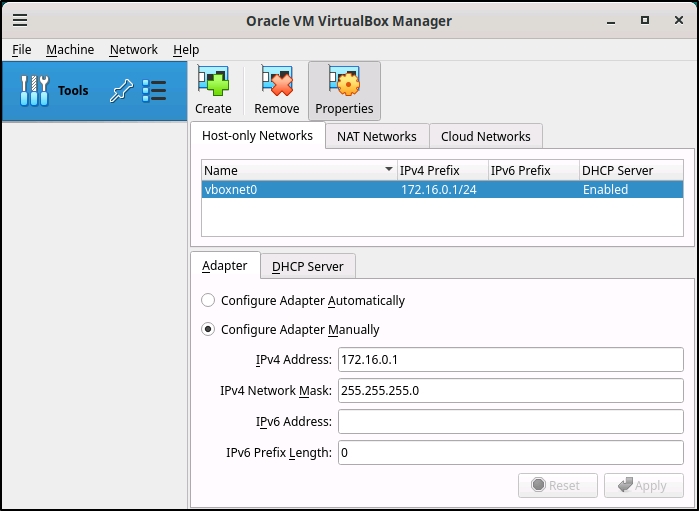 Oracle VM VirtualBox Manager
File Machine Network Help
Tools
Create Remove Properties
Host-only Networks NAT Networks Cloud Networks
Name IPv4 Prefix IPv6 Prefix DHCP Server
vboxnet0 172.16.0.1/24 Enabled
Adapter DHCP Server
Configure Adapter Automatically
Configure Adapter Manually
IPv4 Address: 172.16.0.1
IPv4 Network Mask: 255.255.255.0
IPv6 Address:
IPv6 Prefix Length: 0
Reset Apply